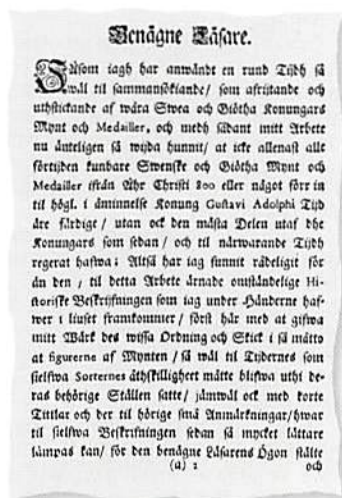 Benägne Läsare.
Såsom iagh har anwändt en rund Tijdh så
wäl til sammansökiande/ som afritande och
uthstickande af wåra Swea och Giötha Konungars
Mynt och Medailler, och medh sådant mitt Arbete
nu änteligen så wijda hunnit/ at icke allenast alle
förtijden kunbare Swenske och Giötha Mynt och
Medailler ifrån Åhr Christi 800 eller något förr in
til högl. i åminnelse Konung Gustavi Adolphi Tijd
äre färdige/ utan ock den mästa Delen utaf dhe
Konungars som sedan/ och til närwarande Tijdh
regerat hafwa; Altså har iag funnit rådeligit för
än den, til detta Arbete ärnade omständelige Hi-
storiske Beskrifningen som iag under Händerne haf-
wer i liuset framkommer/ först här med at gifwa
mitt Wärk des wissa Ordning och Skick i så måtto
at figurerne af Mynten/ så wäl til Tijdernes som
sielfwa Sorternes åthskillighet måtte blifwa uthi de-
ras behörige Ställen satte/ jämwäl ock med korte
Titlar och der til hörige små Anmärkningar/hwar
til sielfwa Beskrifningen sedan så mycket lättare
lämpas kan/ för den benägne Läsarens Ögon stälte
(a) 2 och